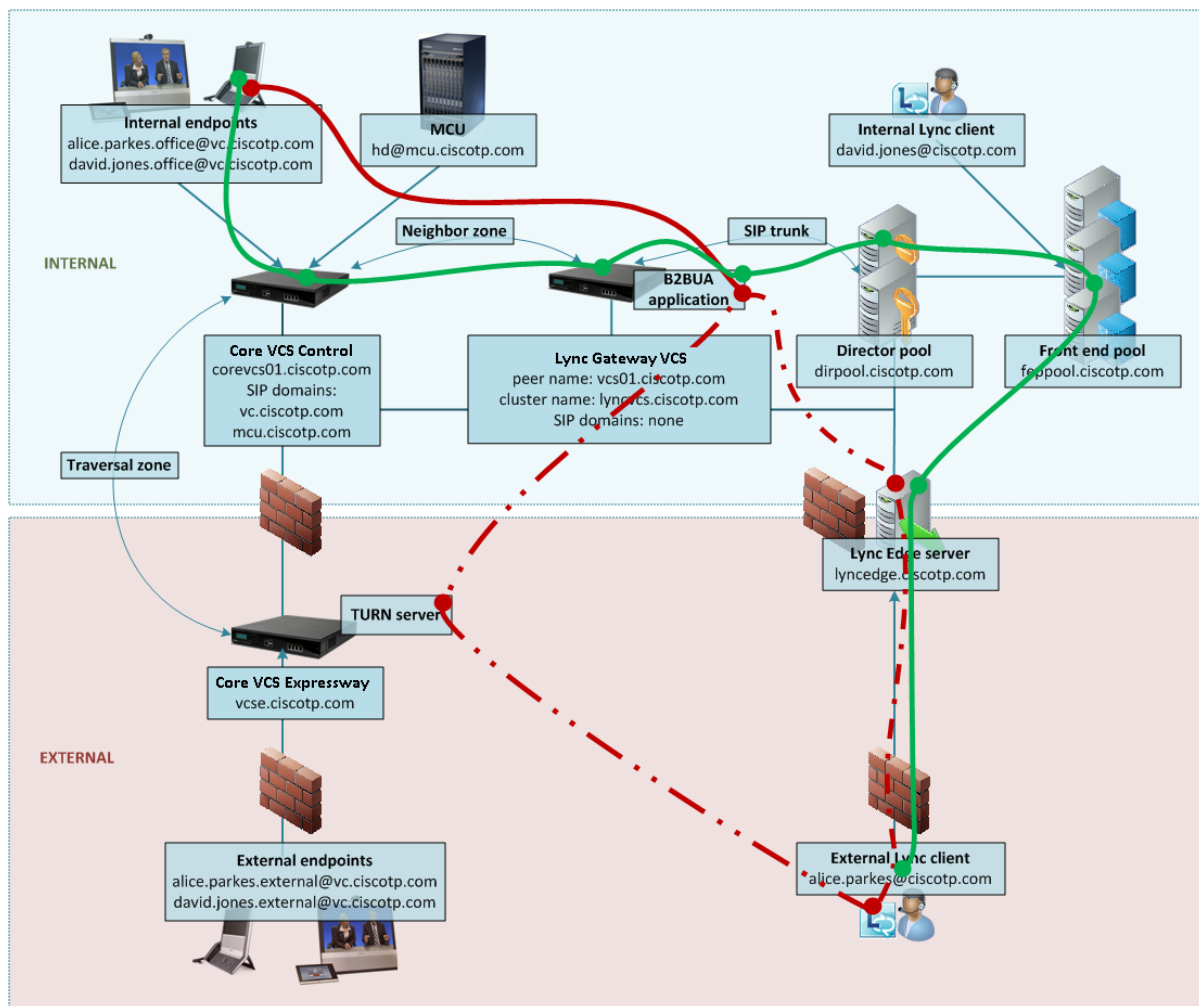 Internal endpoints
alice.parkes.office@vc.ciscotp.com
david.jones.office@vc.ciscotp.com
MCU
hd@mcu.ciscotp.com
Internal Lync client
david.jones@ciscotp.com
Neighbor zone
SIP trunk
INTERNAL
B2BUA
application
Core VCS Control
corevcs01.ciscotp.com
SIP domains:
vc.ciscotp.com
mcu.ciscotp.com
Lync Gateway VCS
peer name: vcs01.ciscotp.com
cluster name: lyncvcs.ciscotp.com
SIP domains: none
Director pool
dirpool.ciscotp.com
Front end pool
feppool.ciscotp.com
Traversal zone
Lync Edge server
lyncedge.ciscotp.com
TURN server
Core VCS Expressway
vcse.ciscotp.com
EXTERNAL
External endpoints
alice.parkes.external@vc.ciscotp.com
david.jones.external@vc.ciscotp.com
External Lync client
alice.parkes@ciscotp.com